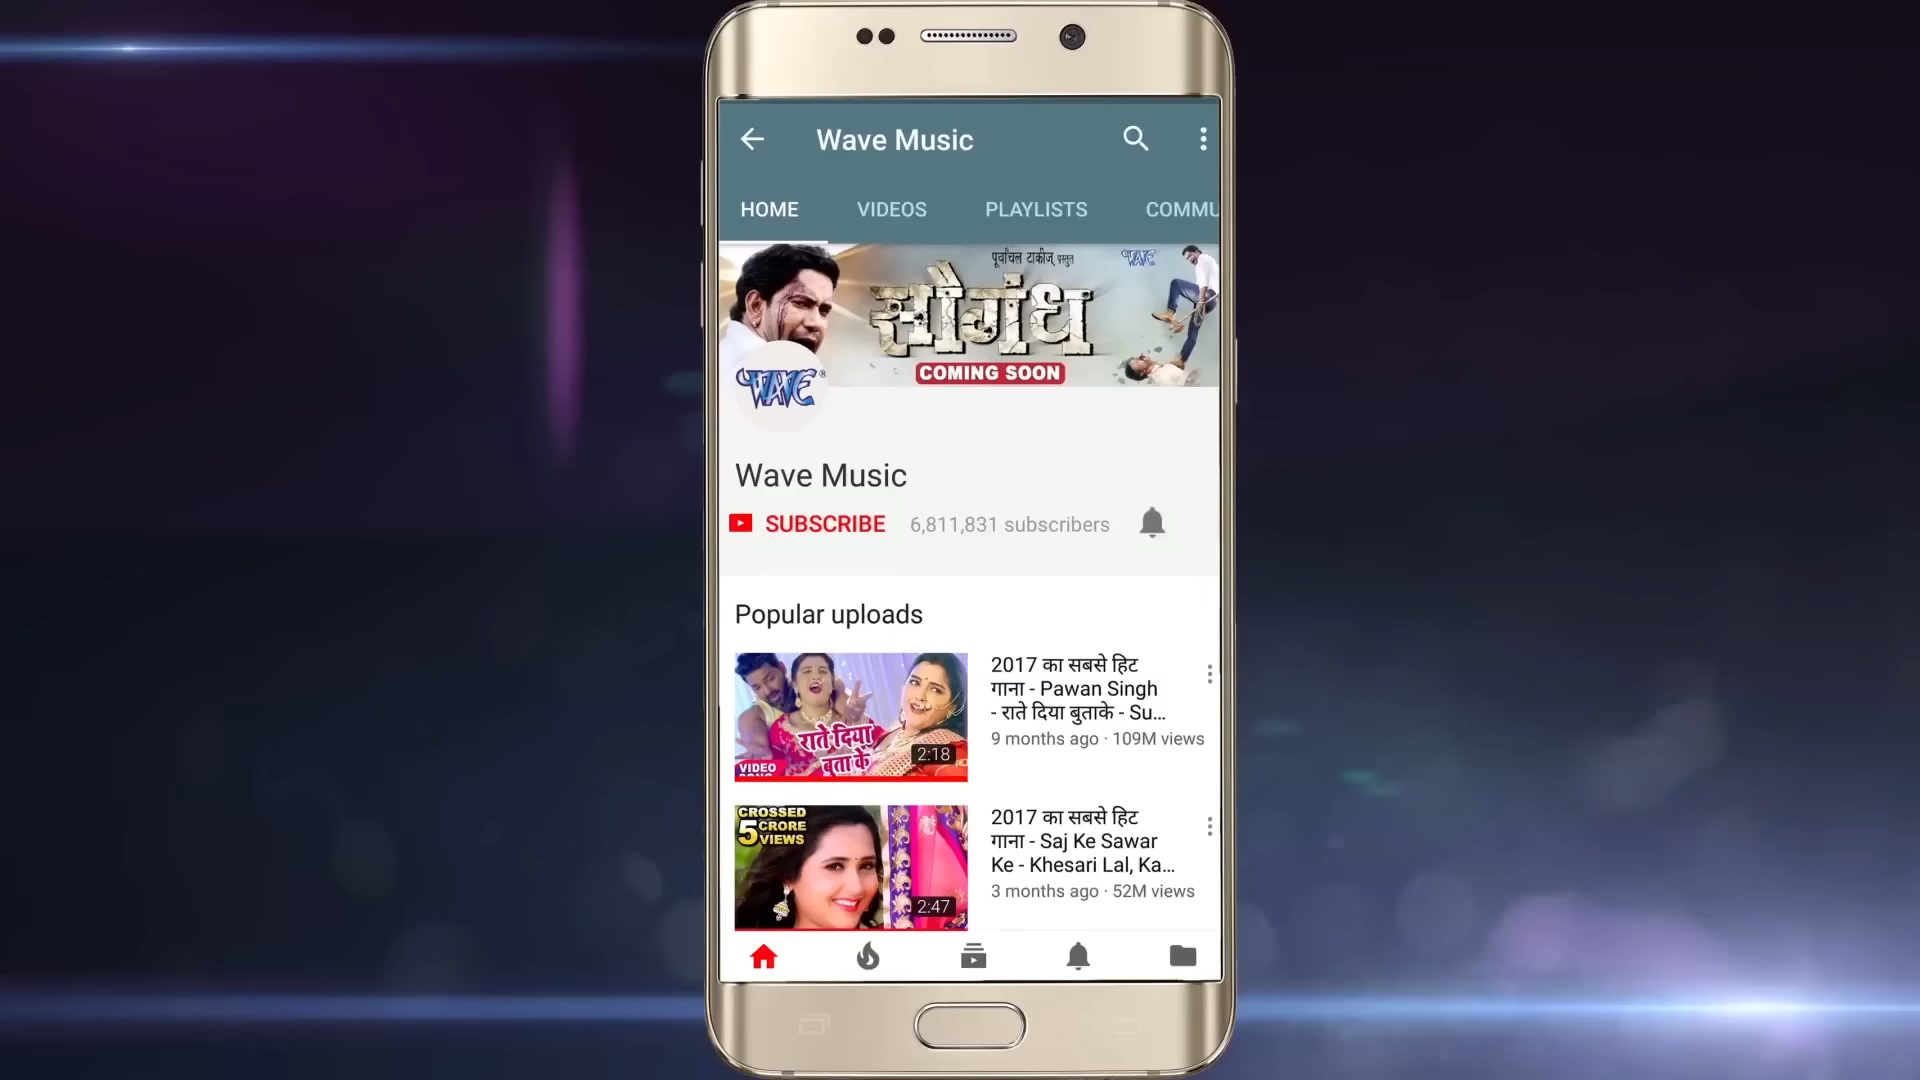 Wave Music
HOME VIDEOS PLAYLISTS COMMU
पूर्वांचल टाकीज् प्रस्तुत
WAVE
सौगंध
COMING SOON
WAVE®
Wave Music
SUBSCRIBE 6,811,831 subscribers
Popular uploads
राते दिया
बुता के
VIDEO
SONG
2:18
2017 का सबसे हिट
गाना - Pawan Singh
- राते दिया बुताके - Su...
9 months ago · 109M views
CROSSED
5 CRORE
VIEWS
2:47
2017 का सबसे हिट
गाना - Saj Ke Sawar
Ke - Khesari Lal, Ka...
3 months ago · 52M views